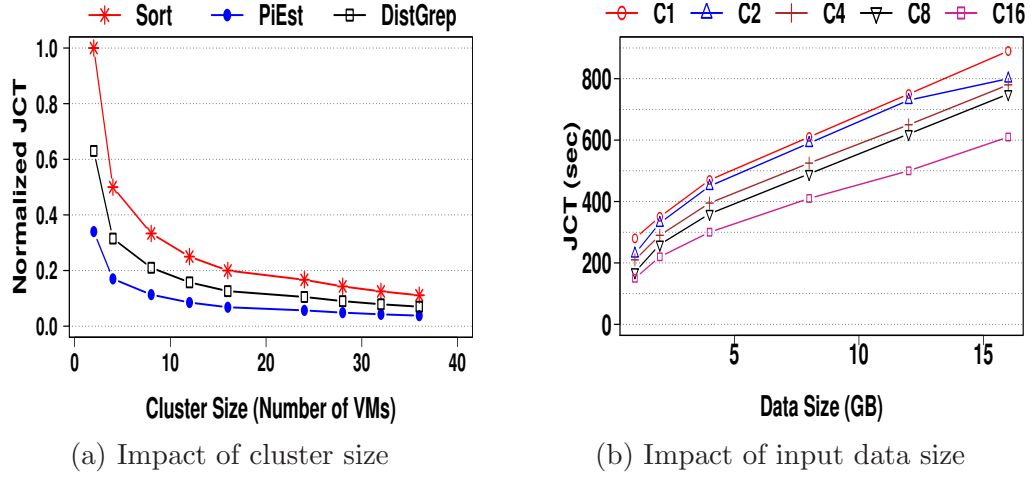 Sort PiEst DistGrep
C1 C2 C4 C8 C16
Normalized JCT
1.0
0.8
0.6
0.4
0.2
0.0
0 10 20 30 40
Cluster Size (Number of VMs)
(a) Impact of cluster size
JCT (sec)
800
600
400
200
0
5 10 15
Data Size (GB)
(b) Impact of input data size